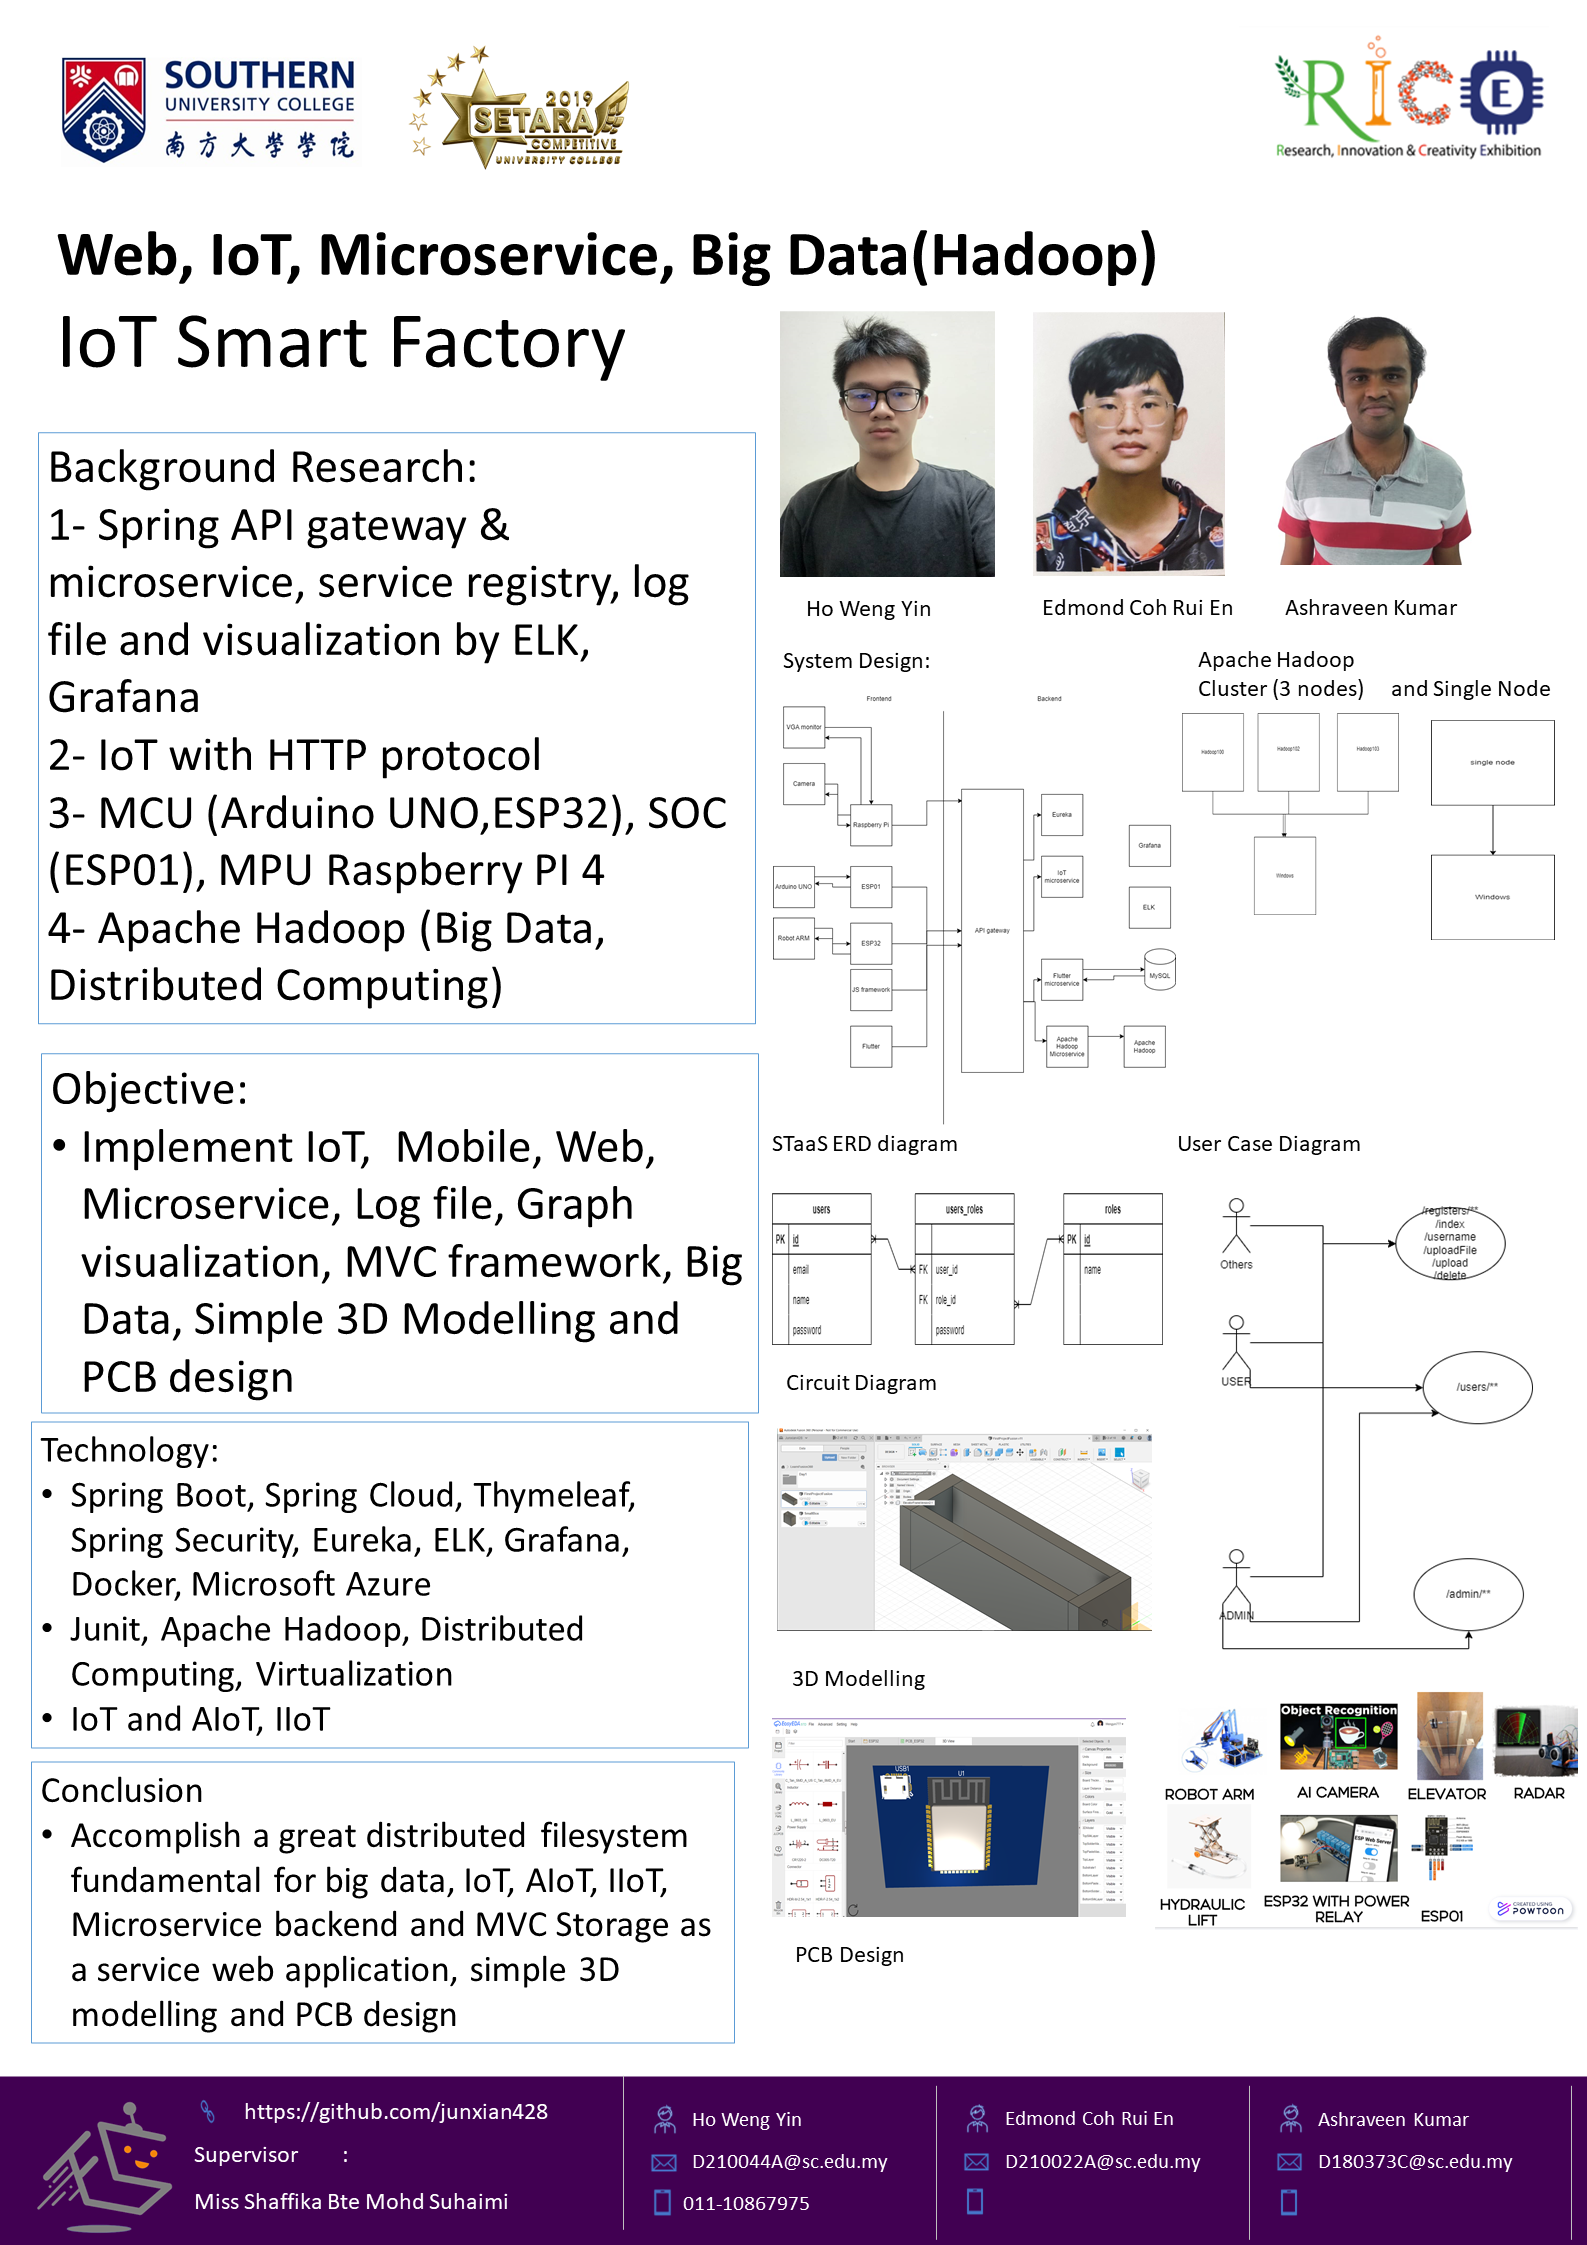 SOUTHERN
UNIVERSITY COLLEGE
南方大學學院
2019
SETARA
COMPETITIVE
UNIVERSITY COLLEGE
RICE
Research, Innovation & Creativity Exhibition
Web, IoT, Microservice, Big Data(Hadoop)
IoT Smart Factory
Background Research:
1- Spring API gateway &
microservice, service registry, log
file and visualization by ELK,
Grafana
2- IoT with HTTP protocol
3- MCU (Arduino UNO,ESP32), SOC
(ESP01), MPU Raspberry PI 4
4- Apache Hadoop (Big Data,
Distributed Computing)
Objective:
• Implement IoT,  Mobile, Web,
Microservice, Log file, Graph
visualization, MVC framework, Big
Data, Simple 3D Modelling and
PCB design
Technology:
• Spring Boot, Spring Cloud, Thymeleaf,
Spring Security, Eureka, ELK, Grafana,
Docker, Microsoft Azure
• Junit, Apache Hadoop, Distributed
Computing, Virtualization
• IoT and AIoT, IIoT
Conclusion
• Accomplish a great distributed filesystem
fundamental for big data, IoT, AIoT, IIoT,
Microservice backend and MVC Storage as
a service web application, simple 3D
modelling and PCB design
Ho Weng Yin
Edmond Coh Rui En
Ashraveen Kumar
System Design:
Frontend
Backend
VGA monitor
Camera
Raspberry Pi
Arduino UNO
ESP01
Robot ARM
ESP32
JS framework
Flutter
API gateway
Eureka
IoT
microservice
Grafana
ELK
Flutter
microservice
MySQL
Apache
Hadoop
Microservice
Apache
Hadoop
Apache Hadoop
Cluster (3 nodes)
and Single Node
Hadoop100
Hadoop102
Hadoop103
Windows
single node
Windows
STaaS ERD diagram
users
PK id
email
name
password
users_roles
FK user_id
FK role_id
password
roles
PK id
name
User Case Diagram
Others
USER
ADMIN
/registers/**
/index
/username
/uploadFile
/upload
/delete
/users/**
/admin/**
Circuit Diagram
3D Modelling
USB1
U1
PCB Design
ROBOT ARM
Object Recognition
AI CAMERA
ELEVATOR
RADAR
HYDRAULIC
LIFT
ESP Web Server
ESP32 WITH POWER
RELAY
ESP01
CREATED USING
POWTOON
https://github.com/junxian428
Supervisor :
Miss Shaffika Bte Mohd Suhaimi
Ho Weng Yin
D210044A@sc.edu.my
011-10867975
Edmond Coh Rui En
D210022A@sc.edu.my
Ashraveen Kumar
D180373C@sc.edu.my